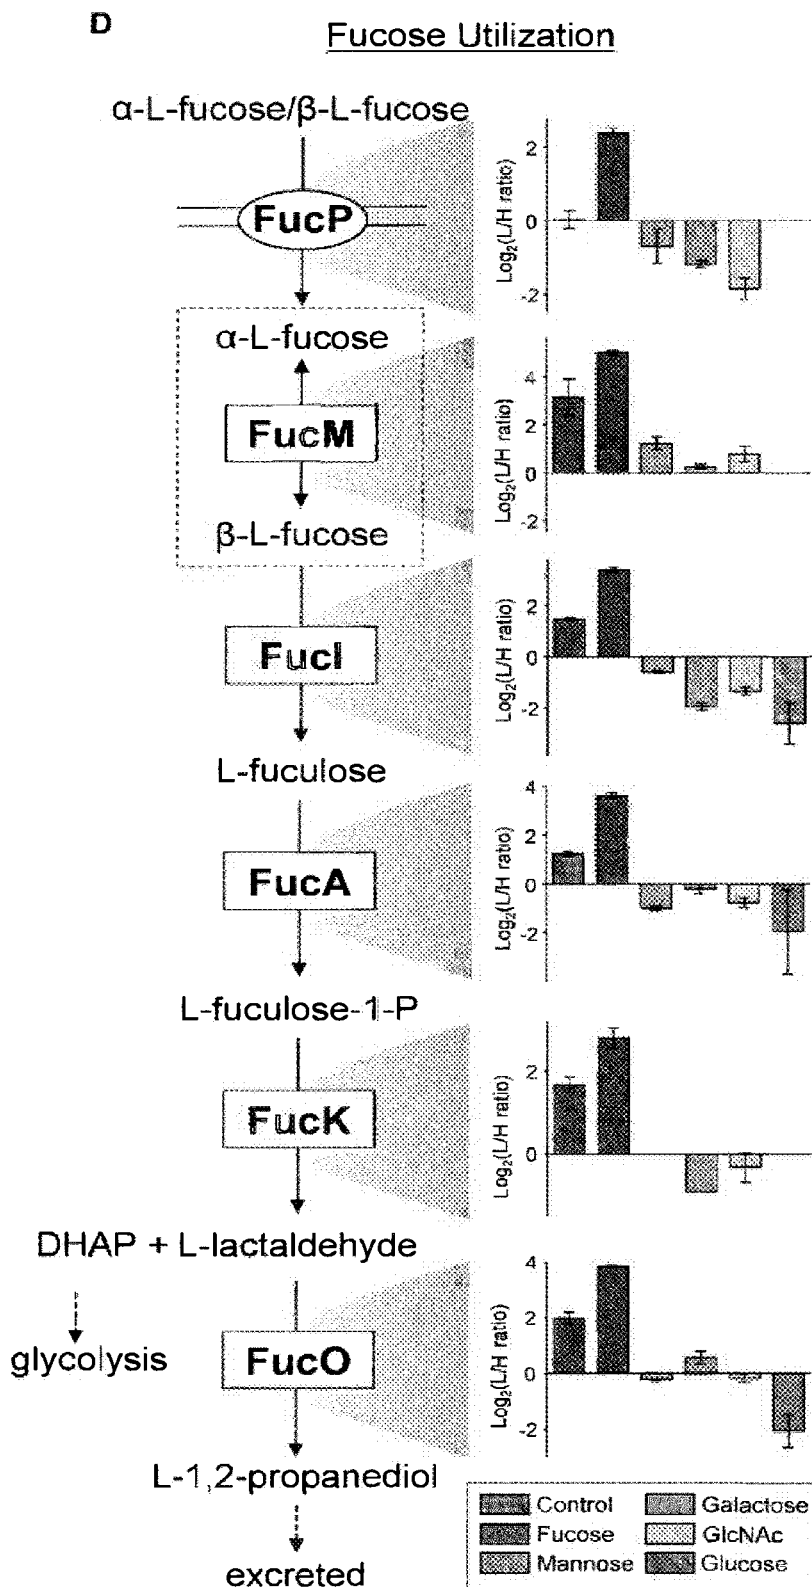 D
Fucose Utilization
α-L-fucose/β-L-fucose
FucP
α-L-fucose
FucM
β-L-fucose
FucI
L-fuculose
FucA
L-fuculose-1-P
FucK
DHAP + L-lactaldehyde
glycolysis
FucO
L-1,2-propanediol
excreted
Log2(L/H ratio)
2
0
-2
Log2(L/H ratio)
4
2
0
-2
Log2(L/H ratio)
2
0
-2
Log2(L/H ratio)
4
2
0
-2
Log2(L/H ratio)
2
0
Log2(L/H ratio)
4
2
0
-2
Control
Fucose
Mannose
Galactose
GlcNAc
Glucose